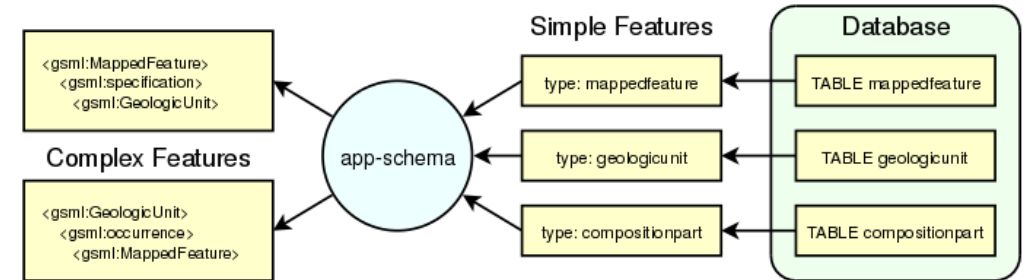 Simple Features
Database
<gsml:MappedFeature>
<gsml:specification>
<gsml:GeologicUnit>
type: mappedfeature
TABLE mappedfeature
Complex Features
app-schema
type: geologicunit
TABLE geologicunit
<gsml:GeologicUnit>
<gsml:occurrence>
<gsml:MappedFeature>
type: compositionpart
TABLE compositionpart